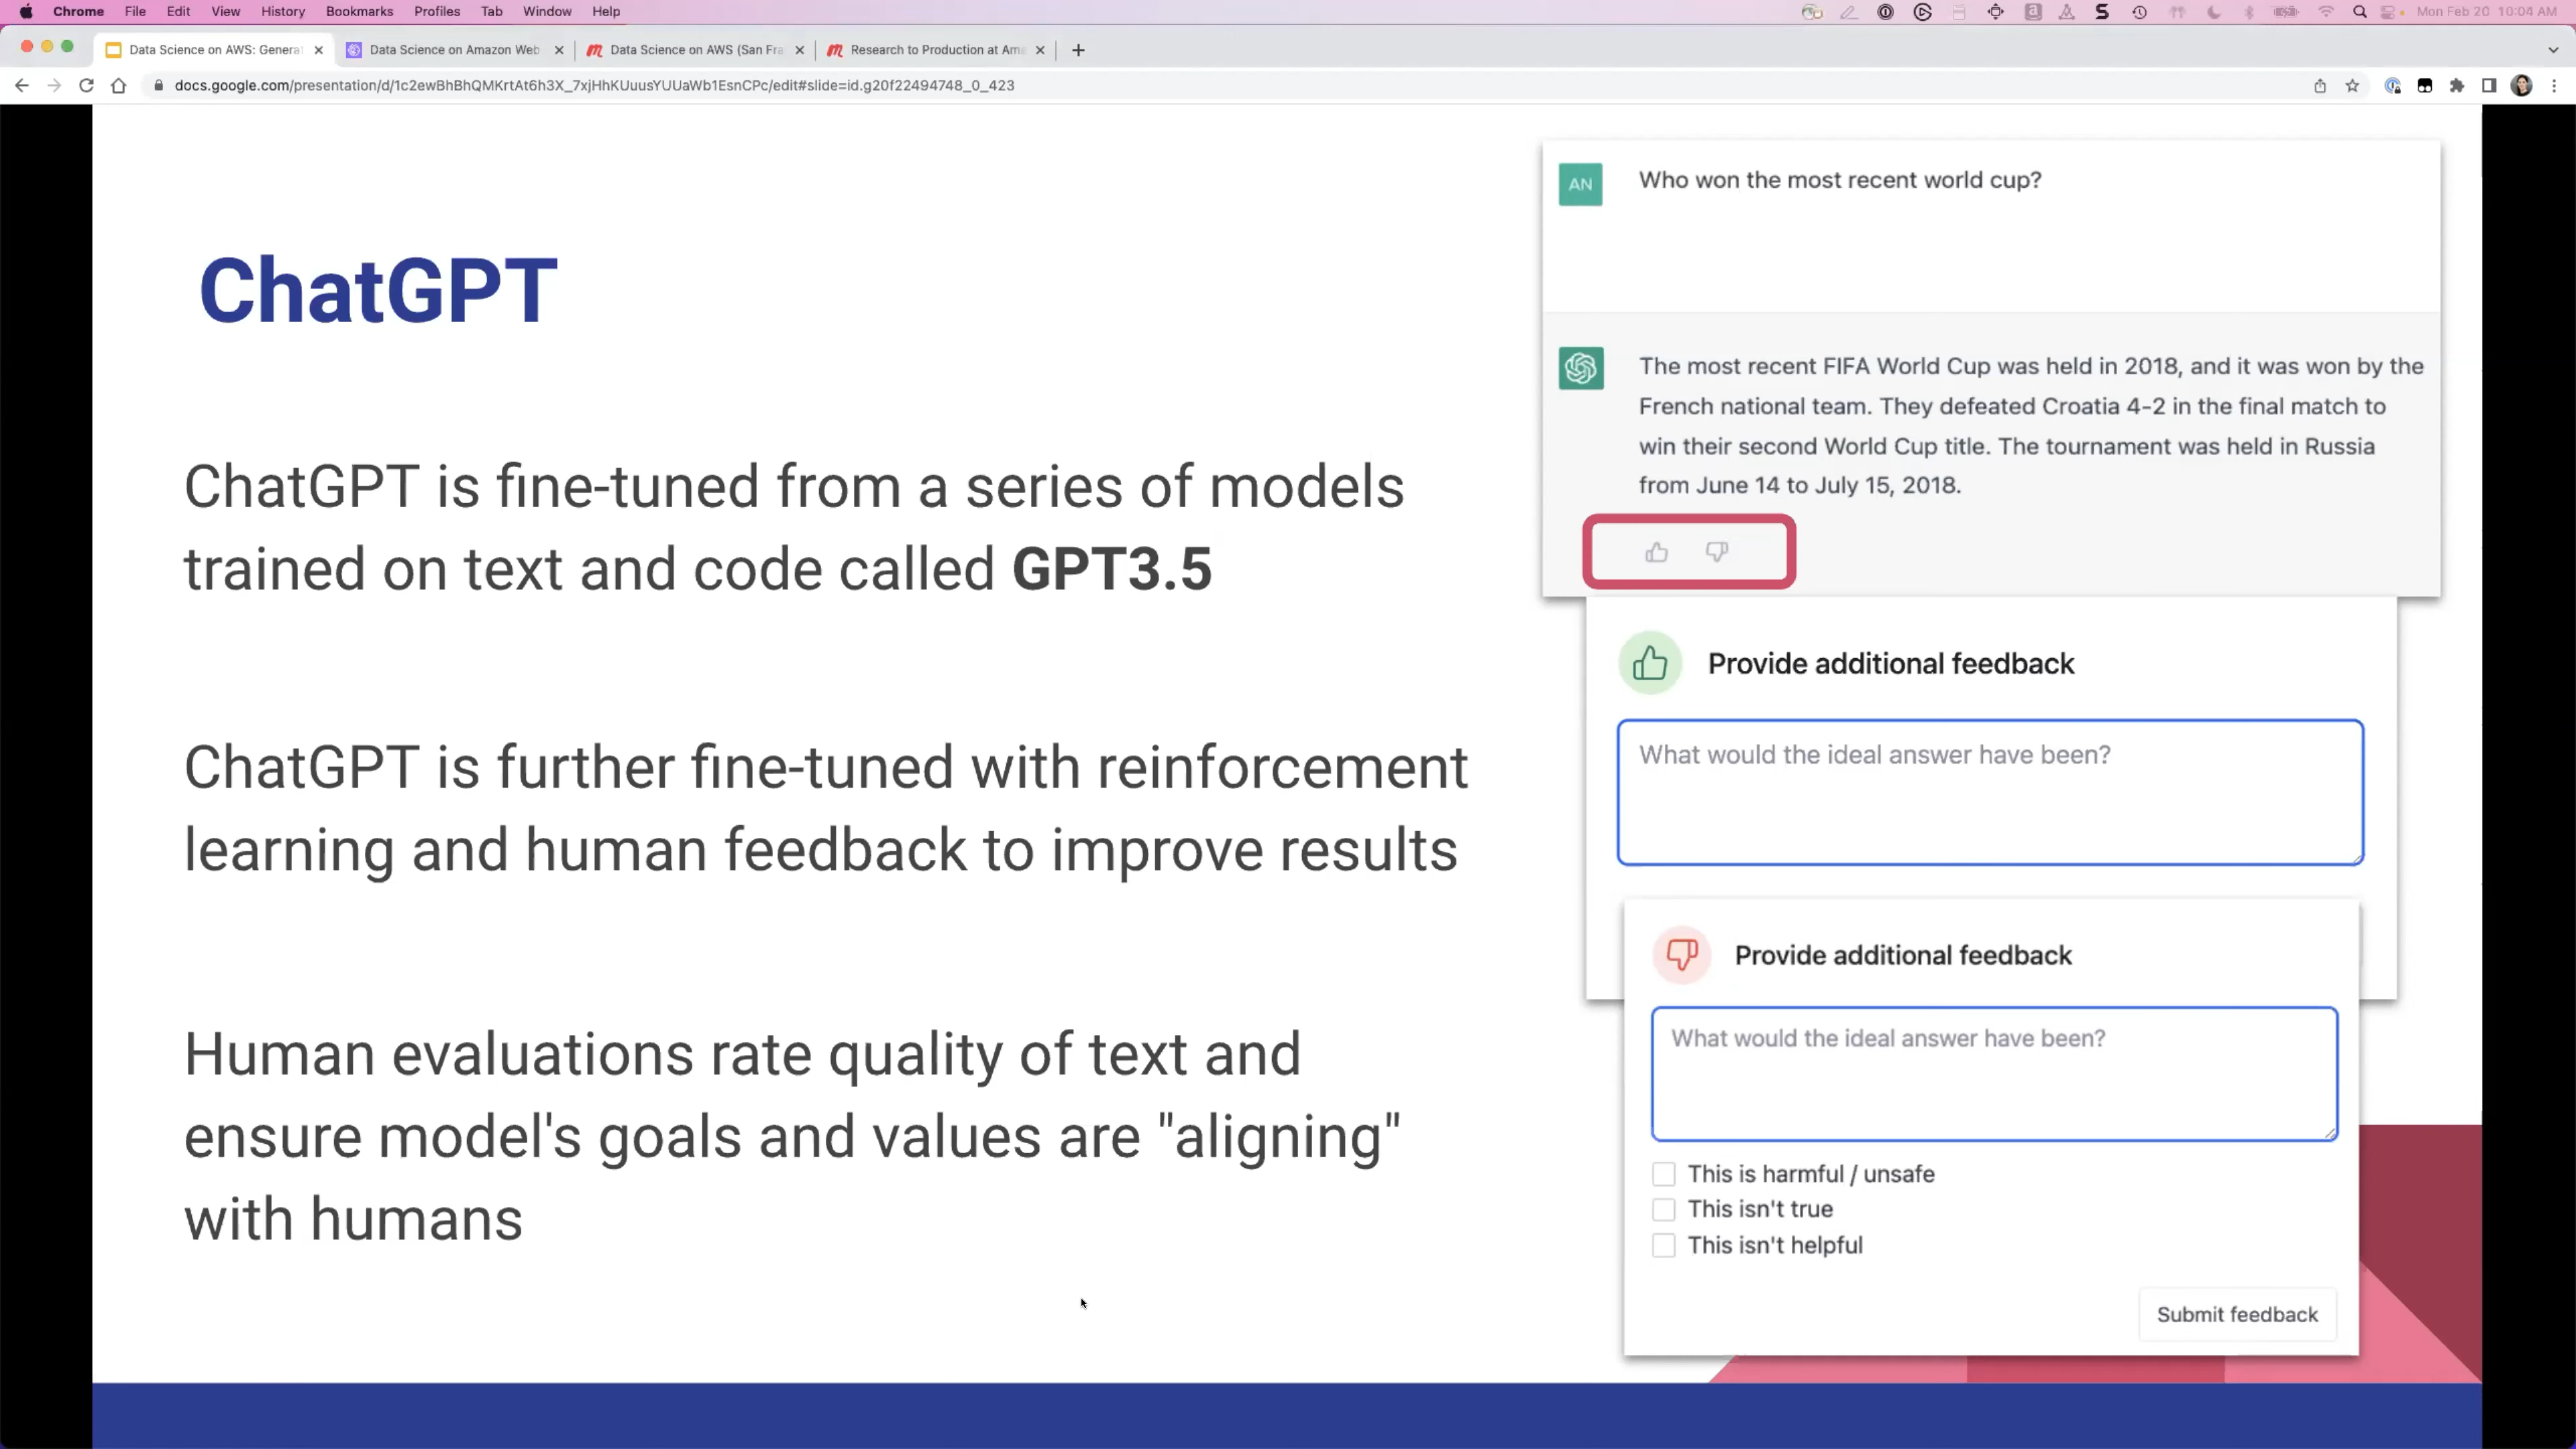 Chrome File Edit View History Bookmarks Profiles Tab Window Help Mon Feb 20 10:04 AM
Data Science on AWS: Genera Data Science on Amazon Web Data Science on AWS (San Fra Research to Production at Ama
docs.google.com/presentation/d/1c2ewBhBhQMKrtAt6h3X_7xjHhKUuusYUUaWb1EsnCPc/edit#slide=id.g20f22494748_0_423
ChatGPT
ChatGPT is fine-tuned from a series of models
trained on text and code called GPT3.5
ChatGPT is further fine-tuned with reinforcement
learning and human feedback to improve results
Human evaluations rate quality of text and
ensure model's goals and values are "aligning"
with humans
AN
Who won the most recent world cup?
The most recent FIFA World Cup was held in 2018, and it was won by the
French national team. They defeated Croatia 4-2 in the final match to
win their second World Cup title. The tournament was held in Russia
from June 14 to July 15, 2018.
Provide additional feedback
What would the ideal answer have been?
Provide additional feedback
What would the ideal answer have been?
This is harmful / unsafe
This isn't true
This isn't helpful
Submit feedback